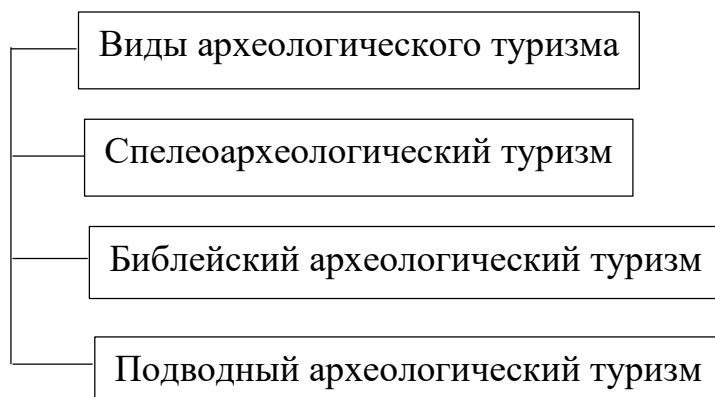 Виды археологического туризма
Спелеоархеологический туризм
Библейский археологический туризм
Подводный археологический туризм